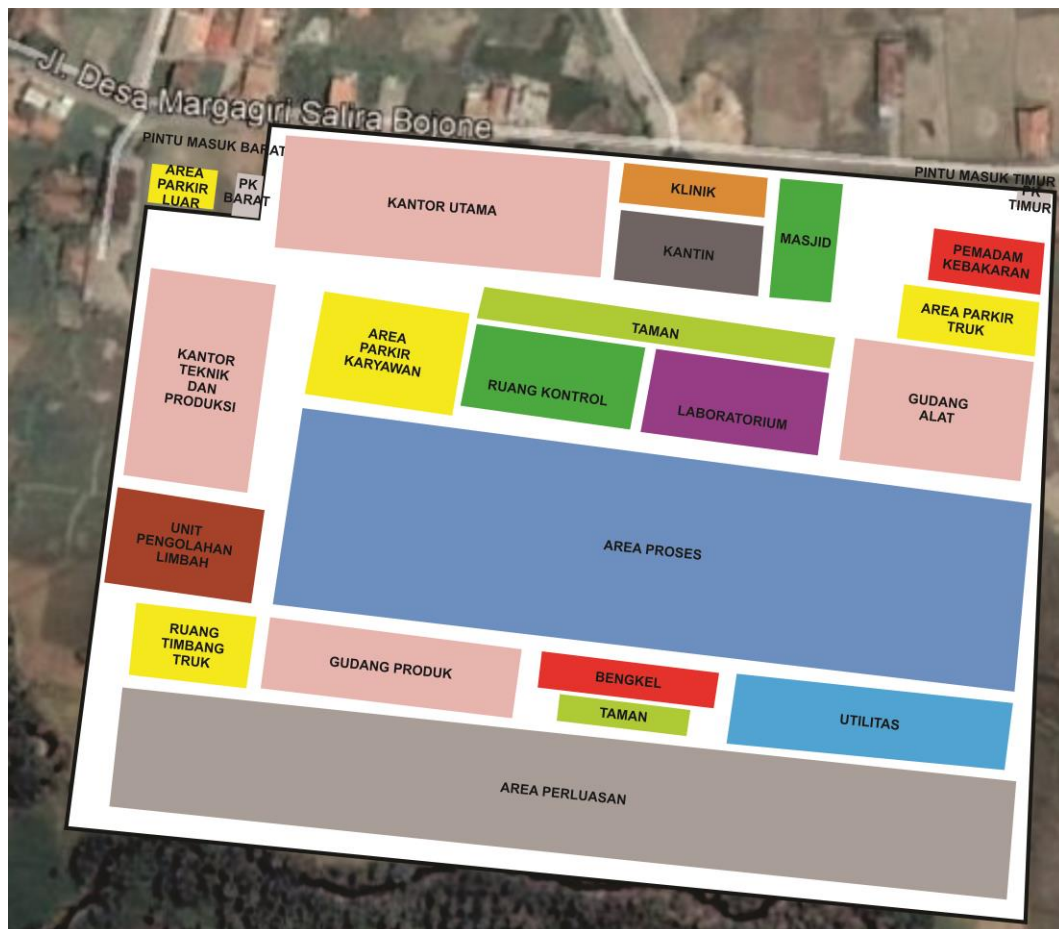 Jl. Desa Margagiri Salira Bojone
PINTU MASUK BARAT
AREA
PARKIR
LUAR
PK
BARAT
PINTU MASUK TIMUR
PK
TIMUR
KANTOR UTAMA
KLINIK
KANTIN
MASJID
PEMADAM
KEBAKARAN
AREA PARKIR
TRUK
KANTOR
TEKNIK
DAN
PRODUKSI
AREA
PARKIR
KARYAWAN
TAMAN
RUANG KONTROL
LABORATORIUM
GUDANG
ALAT
UNIT
PENGOLAHAN
LIMBAH
AREA PROSES
RUANG
TIMBANG
TRUK
GUDANG PRODUK
BENGKEL
TAMAN
UTILITAS
AREA PERLUASAN